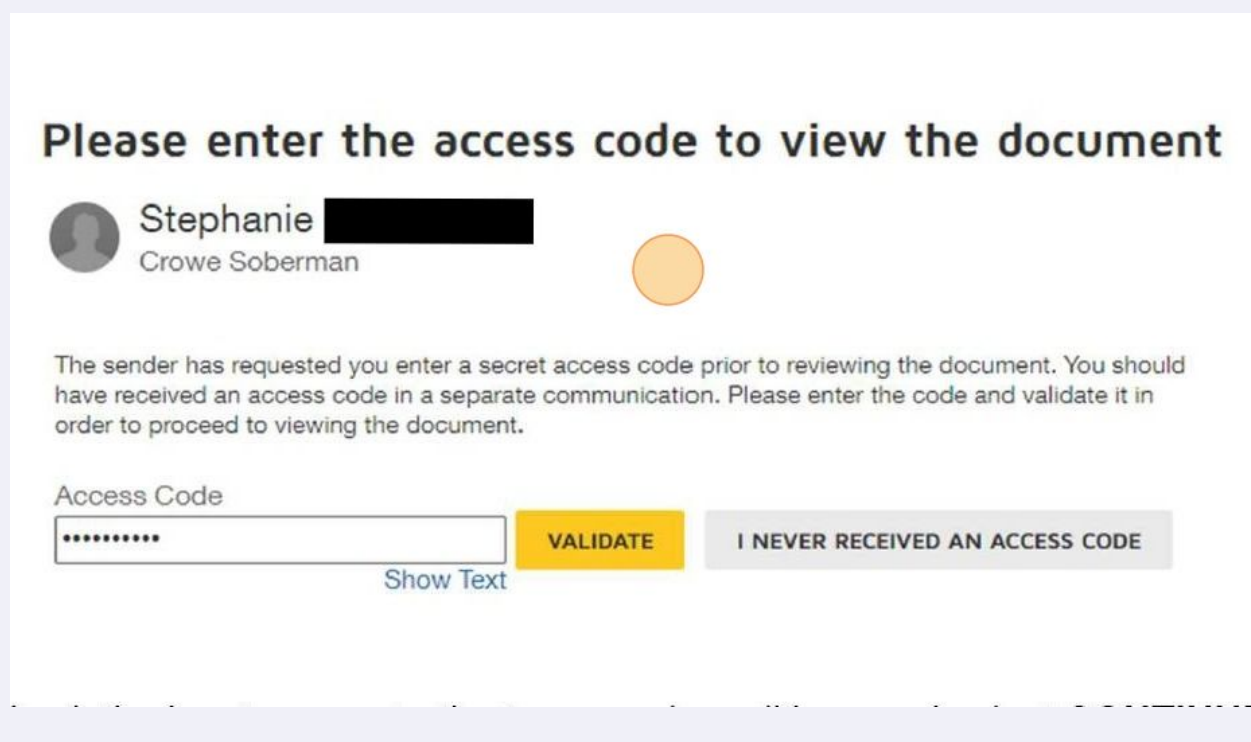 Please enter the access code to view the document
Stephanie
Crowe Soberman
The sender has requested you enter a secret access code prior to reviewing the document. You should
have received an access code in a separate communication. Please enter the code and validate it in
order to proceed to viewing the document.
Access Code
••••••••••
VALIDATE
I NEVER RECEIVED AN ACCESS CODE
Show Text